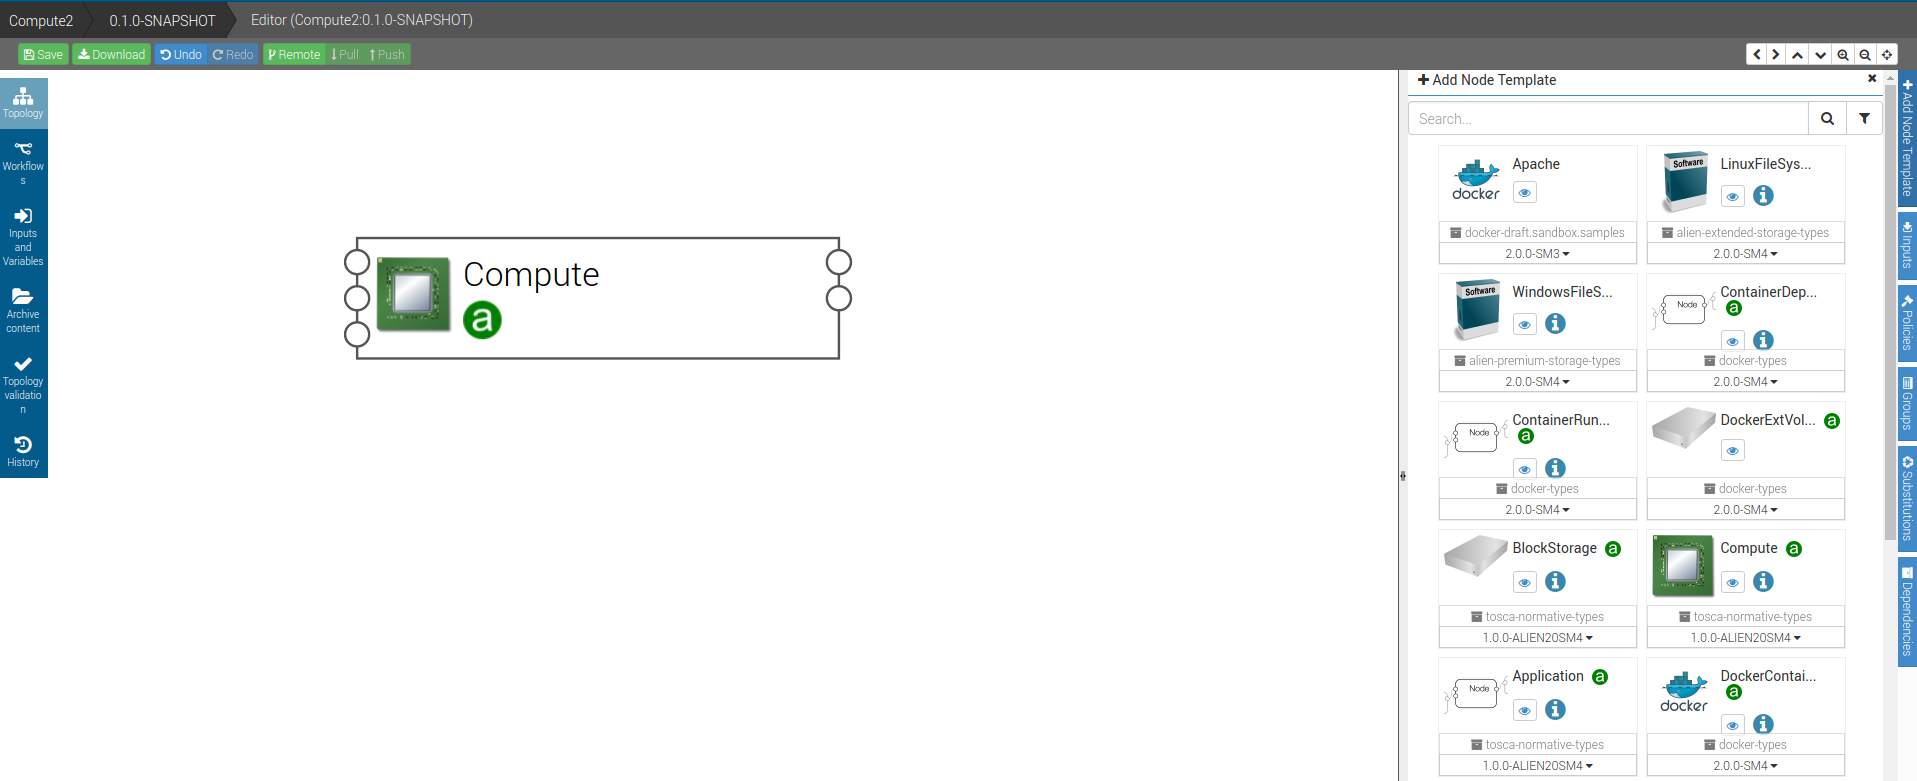 Compute2
0.1.0-SNAPSHOT
Editor (Compute2:0.1.0-SNAPSHOT)
Save
Download
Undo
Redo
Remote
Pull
Push
Topology
Workflow
s
Inputs
and
Variables
Archive
content
Topology
validatio
n
History
Compute
a
Add Node Template
Search...
Apache
docker
docker-draft.sandbox.samples
2.0.0-SM3
Software
LinuxFileSys...
alien-extended-storage-types
2.0.0-SM4
Software
WindowsFileS...
alien-premium-storage-types
2.0.0-SM4
Node
ContainerDep...
a
docker-types
2.0.0-SM4
Node
ContainerRun...
a
docker-types
2.0.0-SM4
DockerExtVol...
a
docker-types
2.0.0-SM4
BlockStorage
a
tosca-normative-types
1.0.0-ALIEN20SM4
Compute
a
tosca-normative-types
1.0.0-ALIEN20SM4
Node
Application
a
tosca-normative-types
1.0.0-ALIEN20SM4
docker
DockerContai...
a
docker-types
2.0.0-SM4
Add Node Template
Inputs
Policies
Groups
Substitutions
Dependencies